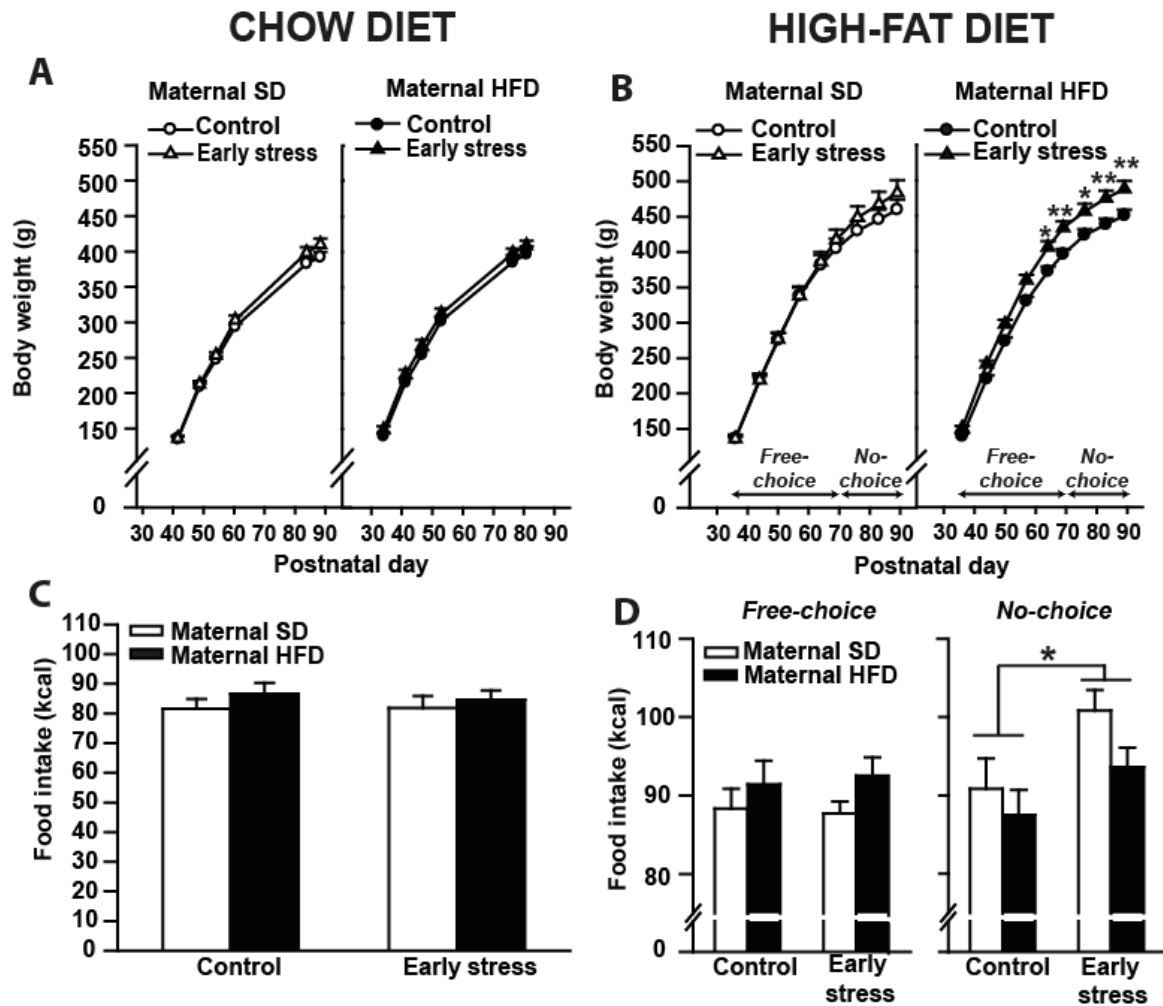 CHOW DIET
HIGH-FAT DIET
A
Maternal SD
Control
Early stress
Maternal HFD
Control
Early stress
Body weight (g)
550
500
450
400
350
300
250
200
150
0
30 40 50 60 70 80 90
30 40 50 60 70 80 90
Postnatal day
B
Maternal SD
Control
Early stress
Maternal HFD
Control
Early stress
Body weight (g)
550
500
450
400
350
300
250
200
150
0
* ** * ** **
Free-
choice
No-
choice
Free-
choice
No-
choice
30 40 50 60 70 80 90
30 40 50 60 70 80 90
Postnatal day
C
Maternal SD
Maternal HFD
Food intake (kcal)
110
100
90
80
70
60
50
40
30
20
10
0
Control
Early stress
D
Free-choice
No-choice
Maternal SD
Maternal HFD
*
Food intake (kcal)
110
100
90
80
0
Control
Early
stress
Control
Early
stress